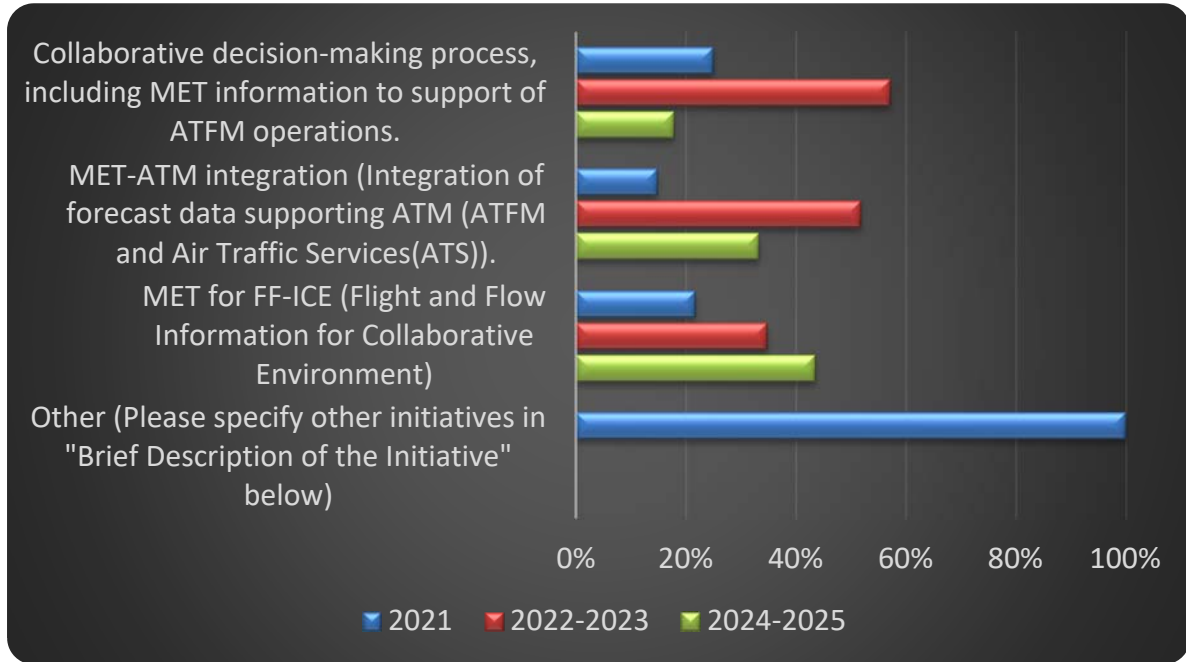 Collaborative decision-making process,
including MET information to support of
ATFM operations.
MET-ATM integration (Integration of
forecast data supporting ATM (ATFM
and Air Traffic Services(ATS)).
MET for FF-ICE (Flight and Flow
Information for Collaborative
Environment)
Other (Please specify other initiatives in
"Brief Description of the Initiative"
below)
0% 20% 40% 60% 80% 100%
2021 2022-2023 2024-2025